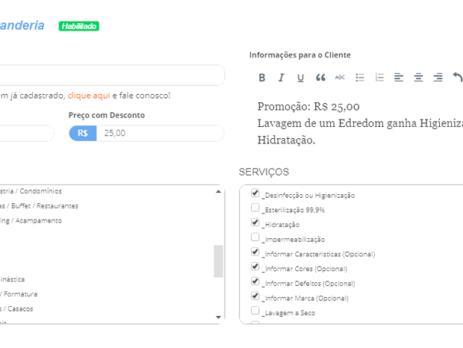 anderia Habilitado
Informações para o Cliente
B I U ABC
m já cadastrado, clique aqui e fale conosco!
Preço com Desconto
R$ 25,00
Promoção: R$ 25,00
Lavagem de um Edredom ganha Higieniza
Hidratação.
SERVIÇOS
stria / Condomínios
s / Buffet / Restaurantes
ing / Acampamento
inástica
/ Formatura
s / Casacos
_Desinfecção ou Higienização
_Esterilização 99.9%
_Hidratação
_Impermeabilização
_Informar Características (Opcional)
_Informar Cores (Opcional)
_Informar Defeitos (Opcional)
_Informar Marca (Opcional)
_Lavagem a Seco